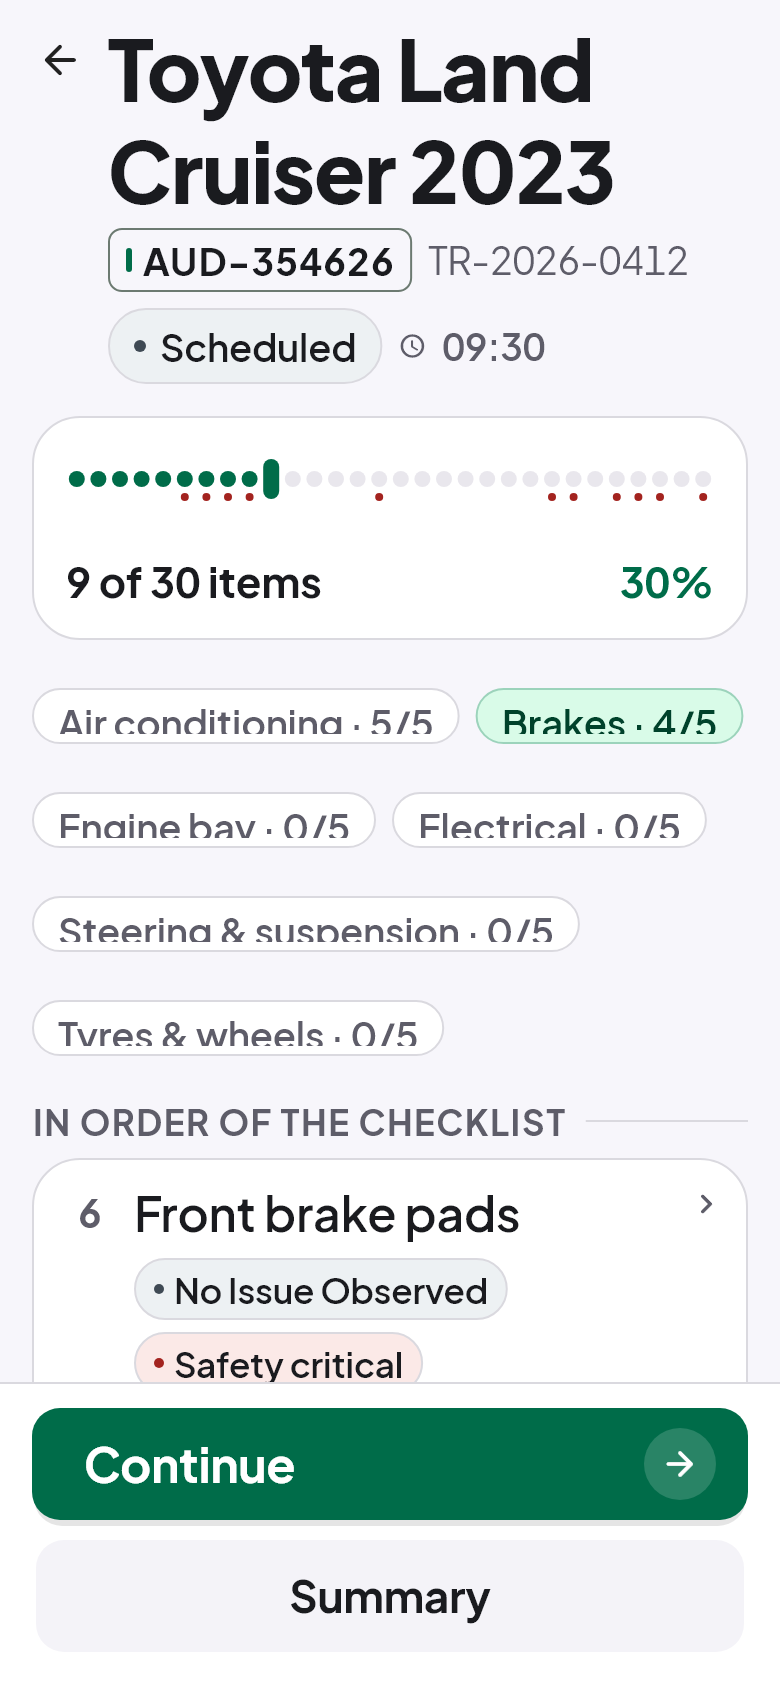 Toyota Land
Cruiser 2023
AUD-354626 TR-2026-0412
Scheduled 09:30
9 of 30 items 30%
Air conditioning · 5/5 Brakes · 4/5
Engine bay · 0/5 Electrical · 0/5
Steering & suspension · 0/5
Tyres & wheels · 0/5
IN ORDER OF THE CHECKLIST
6 Front brake pads
No Issue Observed
Safety critical
Continue
Summary